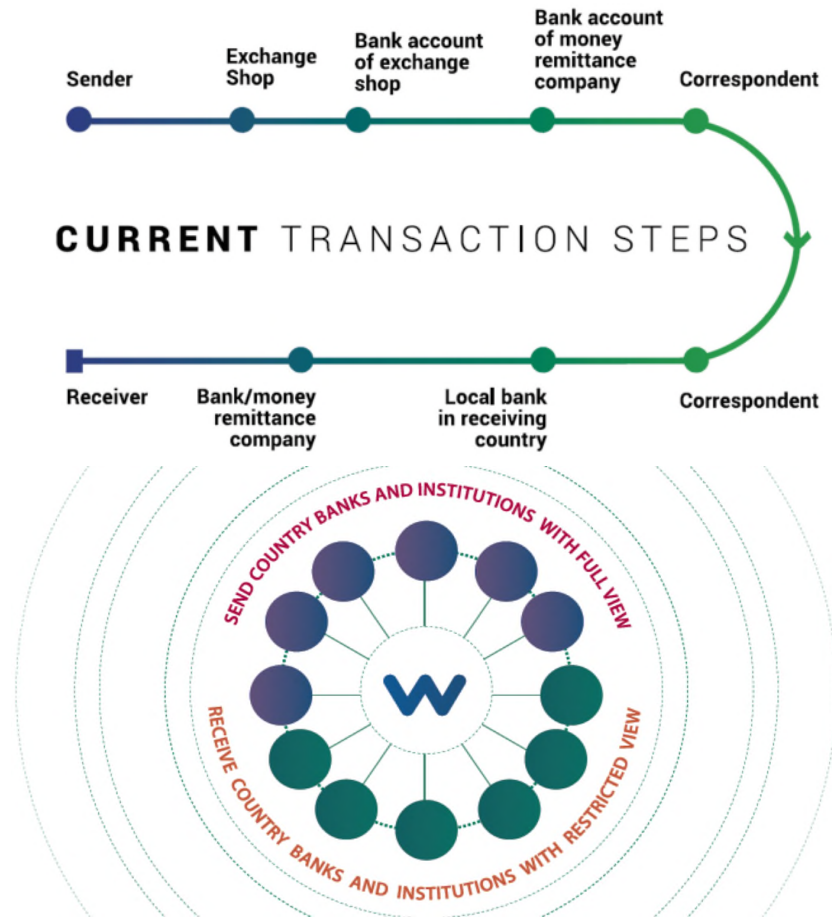 Sender
Exchange
Shop
Bank account
of exchange
shop
Bank account
of money
remittance
company
Correspondent
CURRENT TRANSACTION STEPS
Receiver
Bank/money
remittance
company
Local bank
in receiving
country
Correspondent
SEND COUNTRY BANKS AND INSTITUTIONS WITH FULL VIEW
W
RECEIVE COUNTRY BANKS AND INSTITUTIONS WITH RESTRICTED VIEW